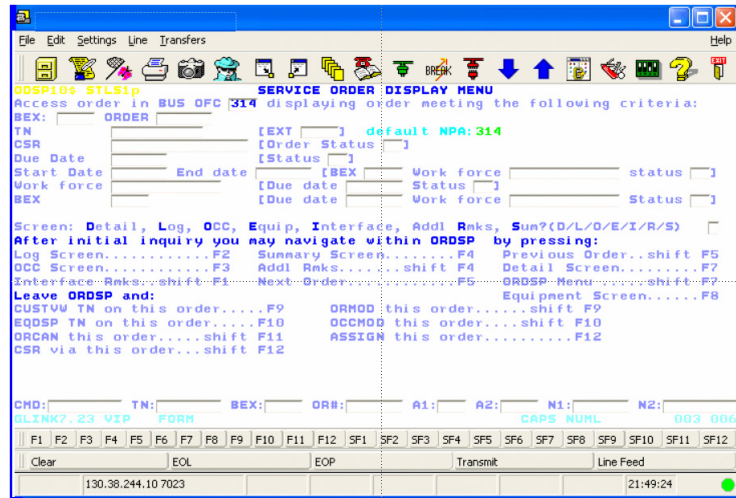 File Edit Settings Line Transfers Help
BREAK EXIT
ODSP10$ STLS1p SERVICE ORDER DISPLAY MENU
Access order in BUS OFC 314 displaying order meeting the following criteria:
BEX: ORDER
TN [EXT ] default NPA:314
CSR [Order Status ]
Due Date [Status ]
Start Date End date [BEX Work force status ]
Work force [Due date Status ]
BEX [Due date Work force Status ]
Screen: Detail, Log, OCC, Equip, Interface, Addl Rmks, Sum?(D/L/O/E/I/R/S)
After initial inquiry you may navigate within ORDSP by pressing:
Log Screen............F2 Summary Screen........F4 Previous Order..shift F5
OCC Screen............F3 Addl Rmks........shift F4 Detail Screen.......F7
Interface Rmks..shift F1 Next Order............F5 ORDSP Menu .....shift F7
Leave ORDSP and: Equipment Screen......F8
CUSTVW TN on this order.....F9 ORMOD this order......shift F9
EQDSP TN on this order.....F10 OCCMOD this order....shift F10
ORCAN this order.....shift F11 ASSIGN this order........F12
CSR via this order...shift F12
CMD: TN: BEX: OR#: A1: A2: N1: N2:
GLINK7.23 VIP FORM CAPS NUML 003 006
F1 F2 F3 F4 F5 F6 F7 F8 F9 F10 F11 F12 SF1 SF2 SF3 SF4 SF5 SF6 SF7 SF8 SF9 SF10 SF11 SF12
Clear EOL EOP Transmit Line Feed
130.38.244.10 7023 21:49:24